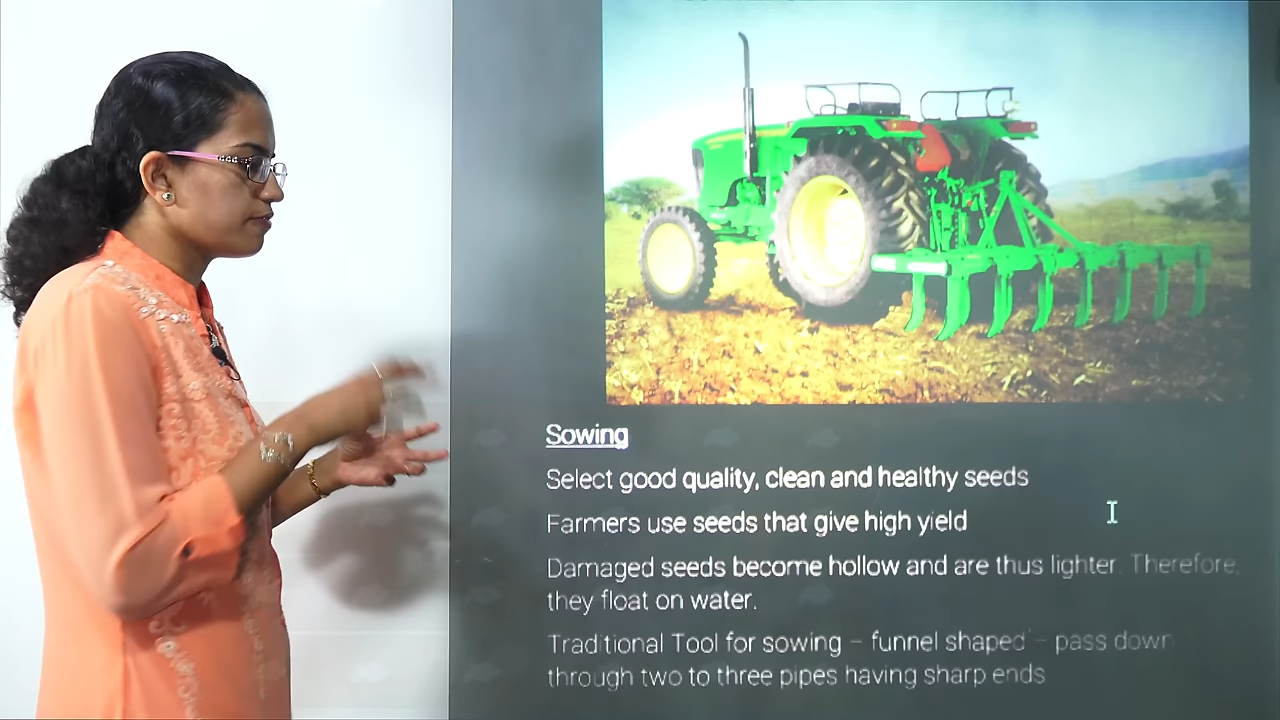 Sowing
Select good quality, clean and healthy seeds
Farmers use seeds that give high yield
Damaged seeds become hollow and are thus lighter. Therefore,
they float on water.
Traditional Tool for sowing – funnel shaped – pass down
through two to three pipes having sharp ends